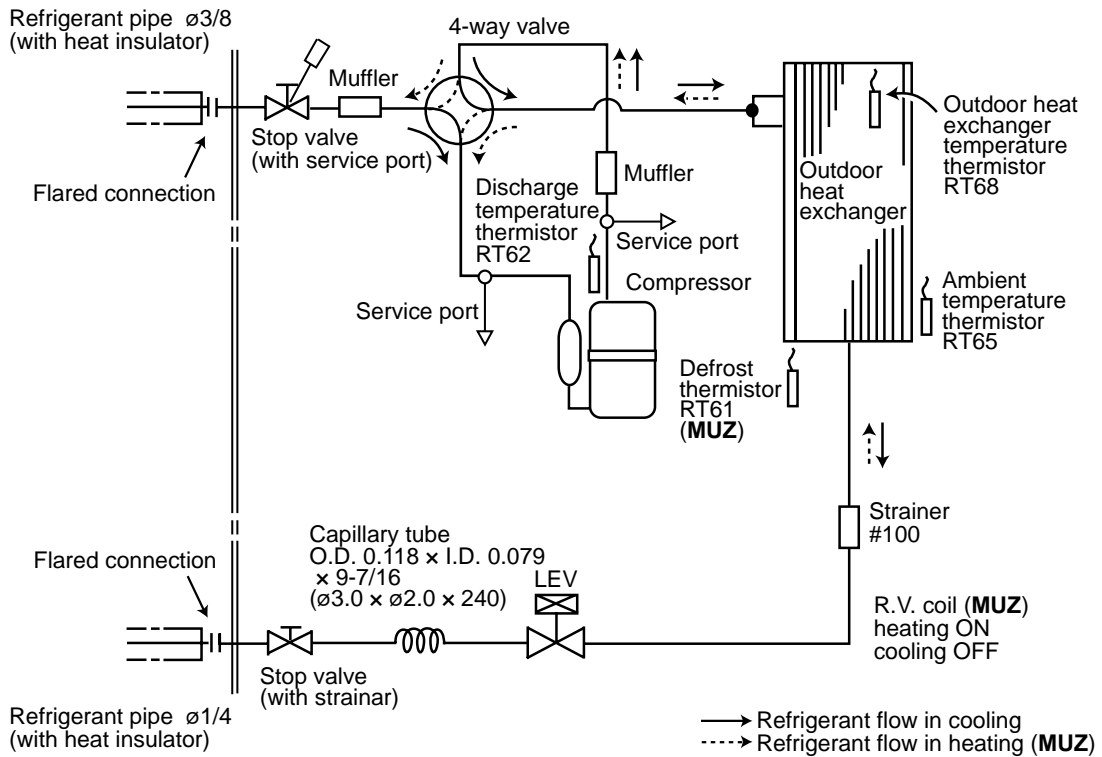 Refrigerant pipe ø3/8
(with heat insulator)
4-way valve
Muffler
Stop valve
(with service port)
Flared connection
Outdoor heat
exchanger
temperature
thermistor
RT68
Outdoor
heat
exchanger
Muffler
Discharge
temperature
thermistor
RT62
Service port
Compressor
Service port
Ambient
temperature
thermistor
RT65
Defrost
thermistor
RT61
(MUZ)
Strainer
#100
Capillary tube
O.D. 0.118 × I.D. 0.079
× 9-7/16
(ø3.0 × ø2.0 × 240)
LEV
Flared connection
R.V. coil (MUZ)
heating ON
cooling OFF
Stop valve
(with strainar)
Refrigerant pipe ø1/4
(with heat insulator)
Refrigerant flow in cooling
Refrigerant flow in heating (MUZ)